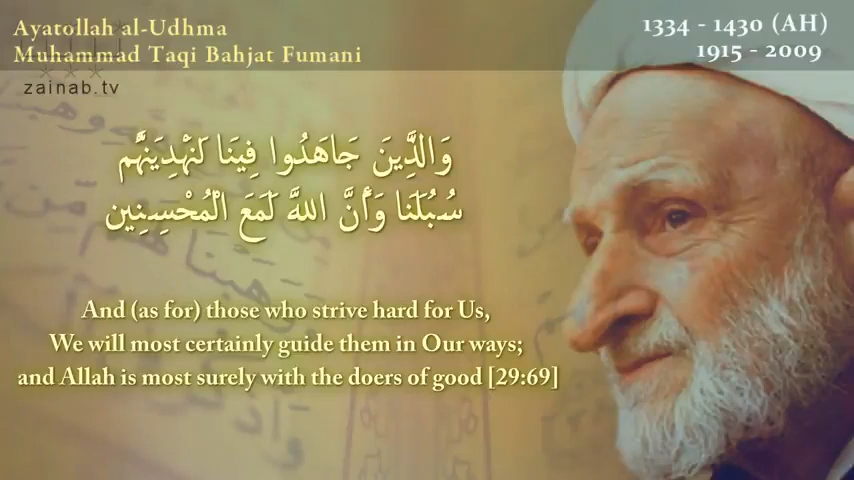 Ayatollah al-Udhma
Muhammad Taqi Bahjat Fumani
1334 - 1430 (AH)
1915 - 2009
zainab.tv
وَالَّذِينَ جَاهَدُوا فِينَا لَنَهْدِيَنَّهُم
سُبُلَنَا وَأَنَّ اللهَّ لَمَعَ الْمُحْسِنِين
And (as for) those who strive hard for Us,
We will most certainly guide them in Our ways;
and Allah is most surely with the doers of good [29:69]